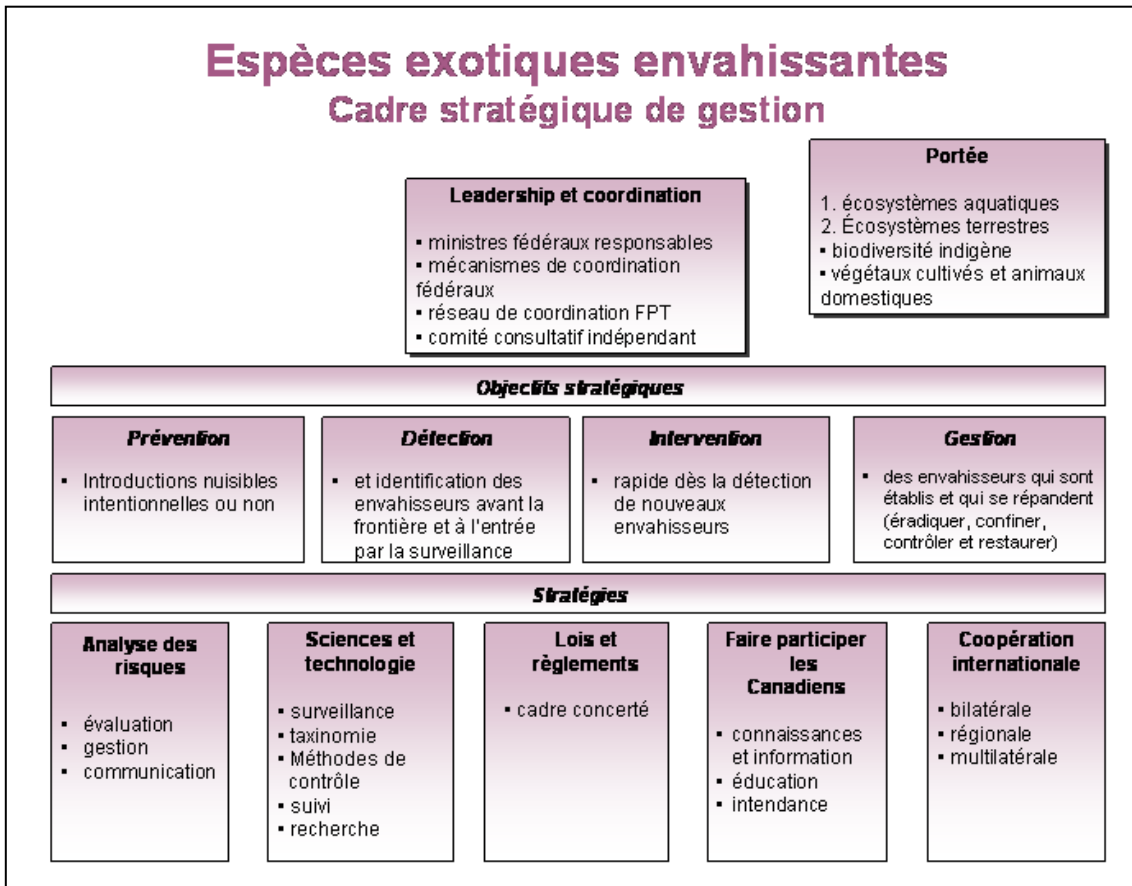 Espèces exotiques envahissantes
Cadre stratégique de gestion
Portée
1. écosystèmes aquatiques
2. Écosystèmes terrestres
▪ biodiversité indigène
▪ végétaux cultivés et animaux
domestiques
Leadership et coordination
▪ ministres fédéraux responsables
▪ mécanismes de coordination
fédéraux
▪ réseau de coordination FPT
▪ comité consultatif indépendant
Objectifs stratégiques
Prévention
▪ Introductions nuisibles
intentionnelles ou non
Détection
▪ et identification des
envahisseurs avant la
frontière et à l'entrée
par la surveillance
Intervention
▪ rapide dès la détection
de nouveaux
envahisseurs
Gestion
▪ des envahisseurs qui sont
établis et qui se répandent
(éradiquer, confiner,
contrôler et restaurer)
Stratégies
Analyse des
risques
▪ évaluation
▪ gestion
▪ communication
Sciences et
technologie
▪ surveillance
▪ taxinomie
▪ Méthodes de
contrôle
▪ suivi
▪ recherche
Lois et
règlements
▪ cadre concerté
Faire participer
les
Canadiens
▪ connaissances
et information
▪ éducation
▪ intendance
Coopération
internationale
▪ bilatérale
▪ régionale
▪ multilatérale